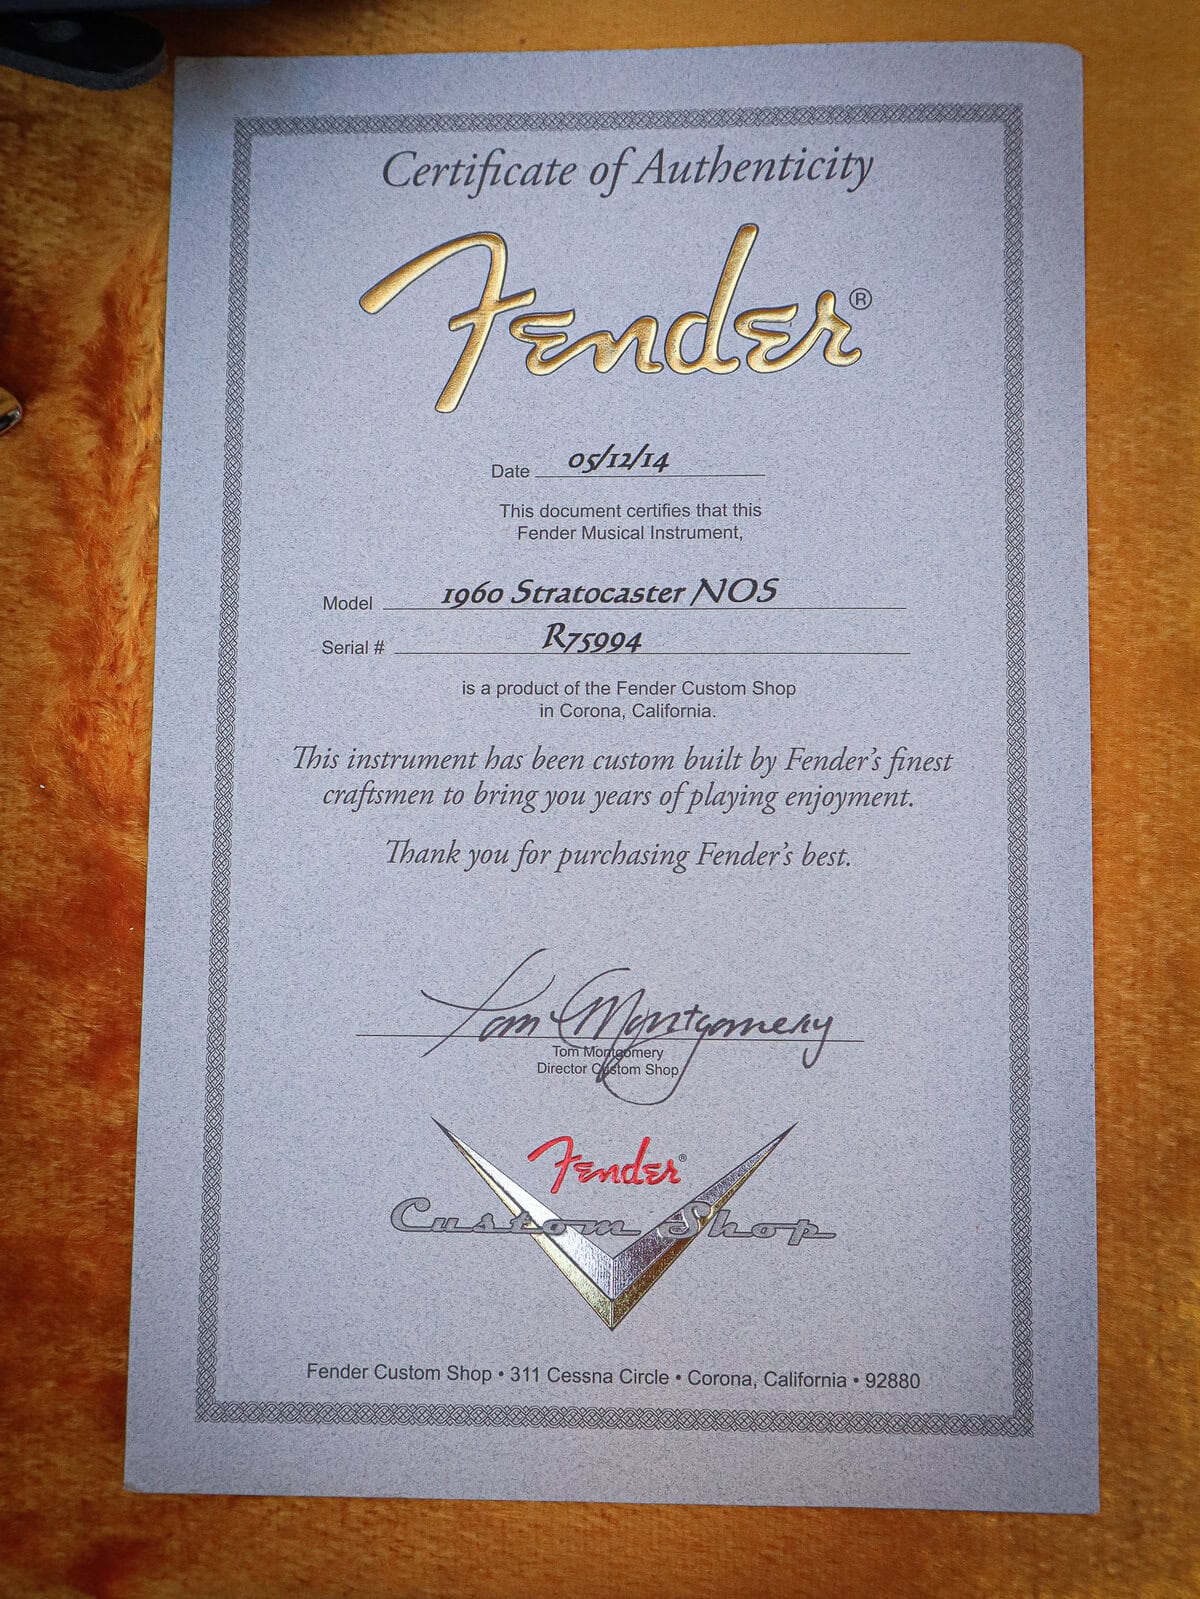 Certificate of Authenticity
Fender®
Date 05/12/14
This document certifies that this
Fender Musical Instrument,
Model 1960 Stratocaster NOS
Serial # R75994
is a product of the Fender Custom Shop
in Corona, California.
This instrument has been custom built by Fender's finest
craftsmen to bring you years of playing enjoyment.
Thank you for purchasing Fender's best.
Tom Montgomery
Tom Montgomery
Director Custom Shop
Fender®
Custom Shop
Fender Custom Shop • 311 Cessna Circle • Corona, California • 92880